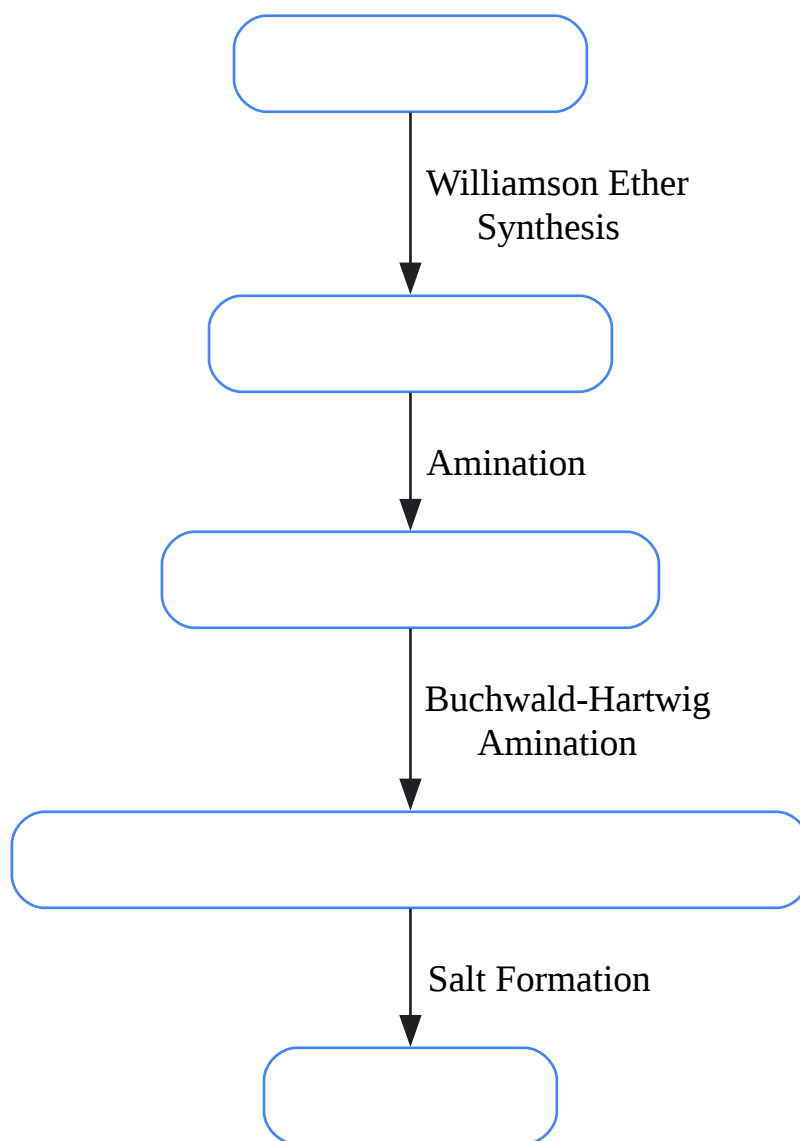 Williamson Ether
Synthesis
Amination
Buchwald-Hartwig
Amination
Salt Formation